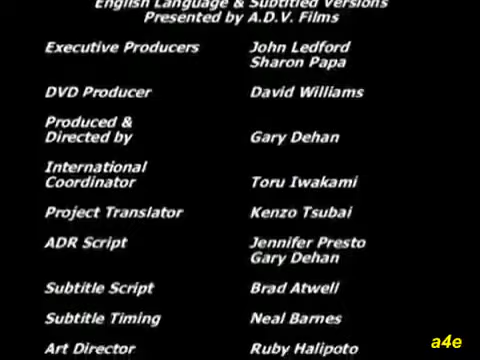 English Language & Subtitled Versions
Presented by A.D.V. Films
Executive Producers John Ledford
Sharon Papa
DVD Producer David Williams
Produced &
Directed by Gary Dehan
International
Coordinator Toru Iwakami
Project Translator Kenzo Tsubai
ADR Script Jennifer Presto
Gary Dehan
Subtitle Script Brad Atwell
Subtitle Timing Neal Barnes
Art Director Ruby Halipoto
a4e